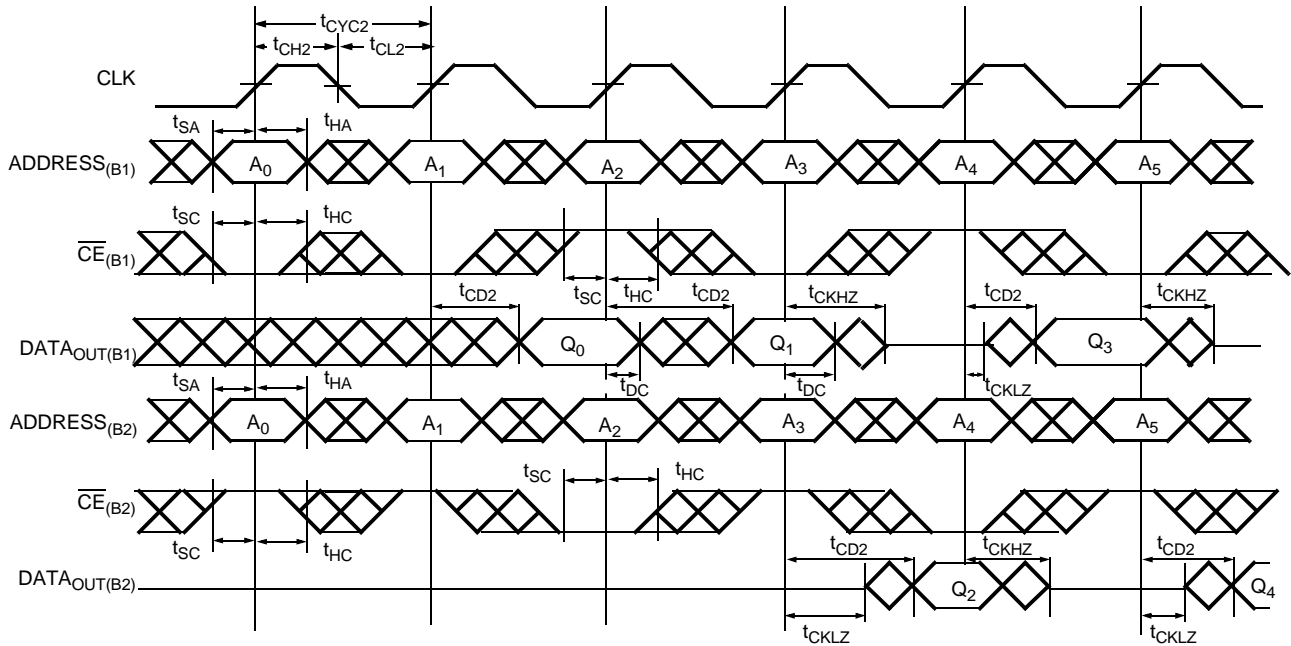 tCYC2
tCH2 tCL2
CLK
tSA tHA
ADDRESS(B1) A0 A1 A2 A3 A4 A5
tSC tHC
CE(B1)
tSC tHC
tCD2 tCD2 tCKHZ tCD2 tCKHZ
DATAOUT(B1) Q0 Q1 Q3
tSA tHA tDC tDC tCKLZ
ADDRESS(B2) A0 A1 A2 A3 A4 A5
tSC tHC
CE(B2)
tSC tHC
tCD2 tCKHZ tCD2
DATAOUT(B2) Q2 Q4
tCKLZ tCKLZ